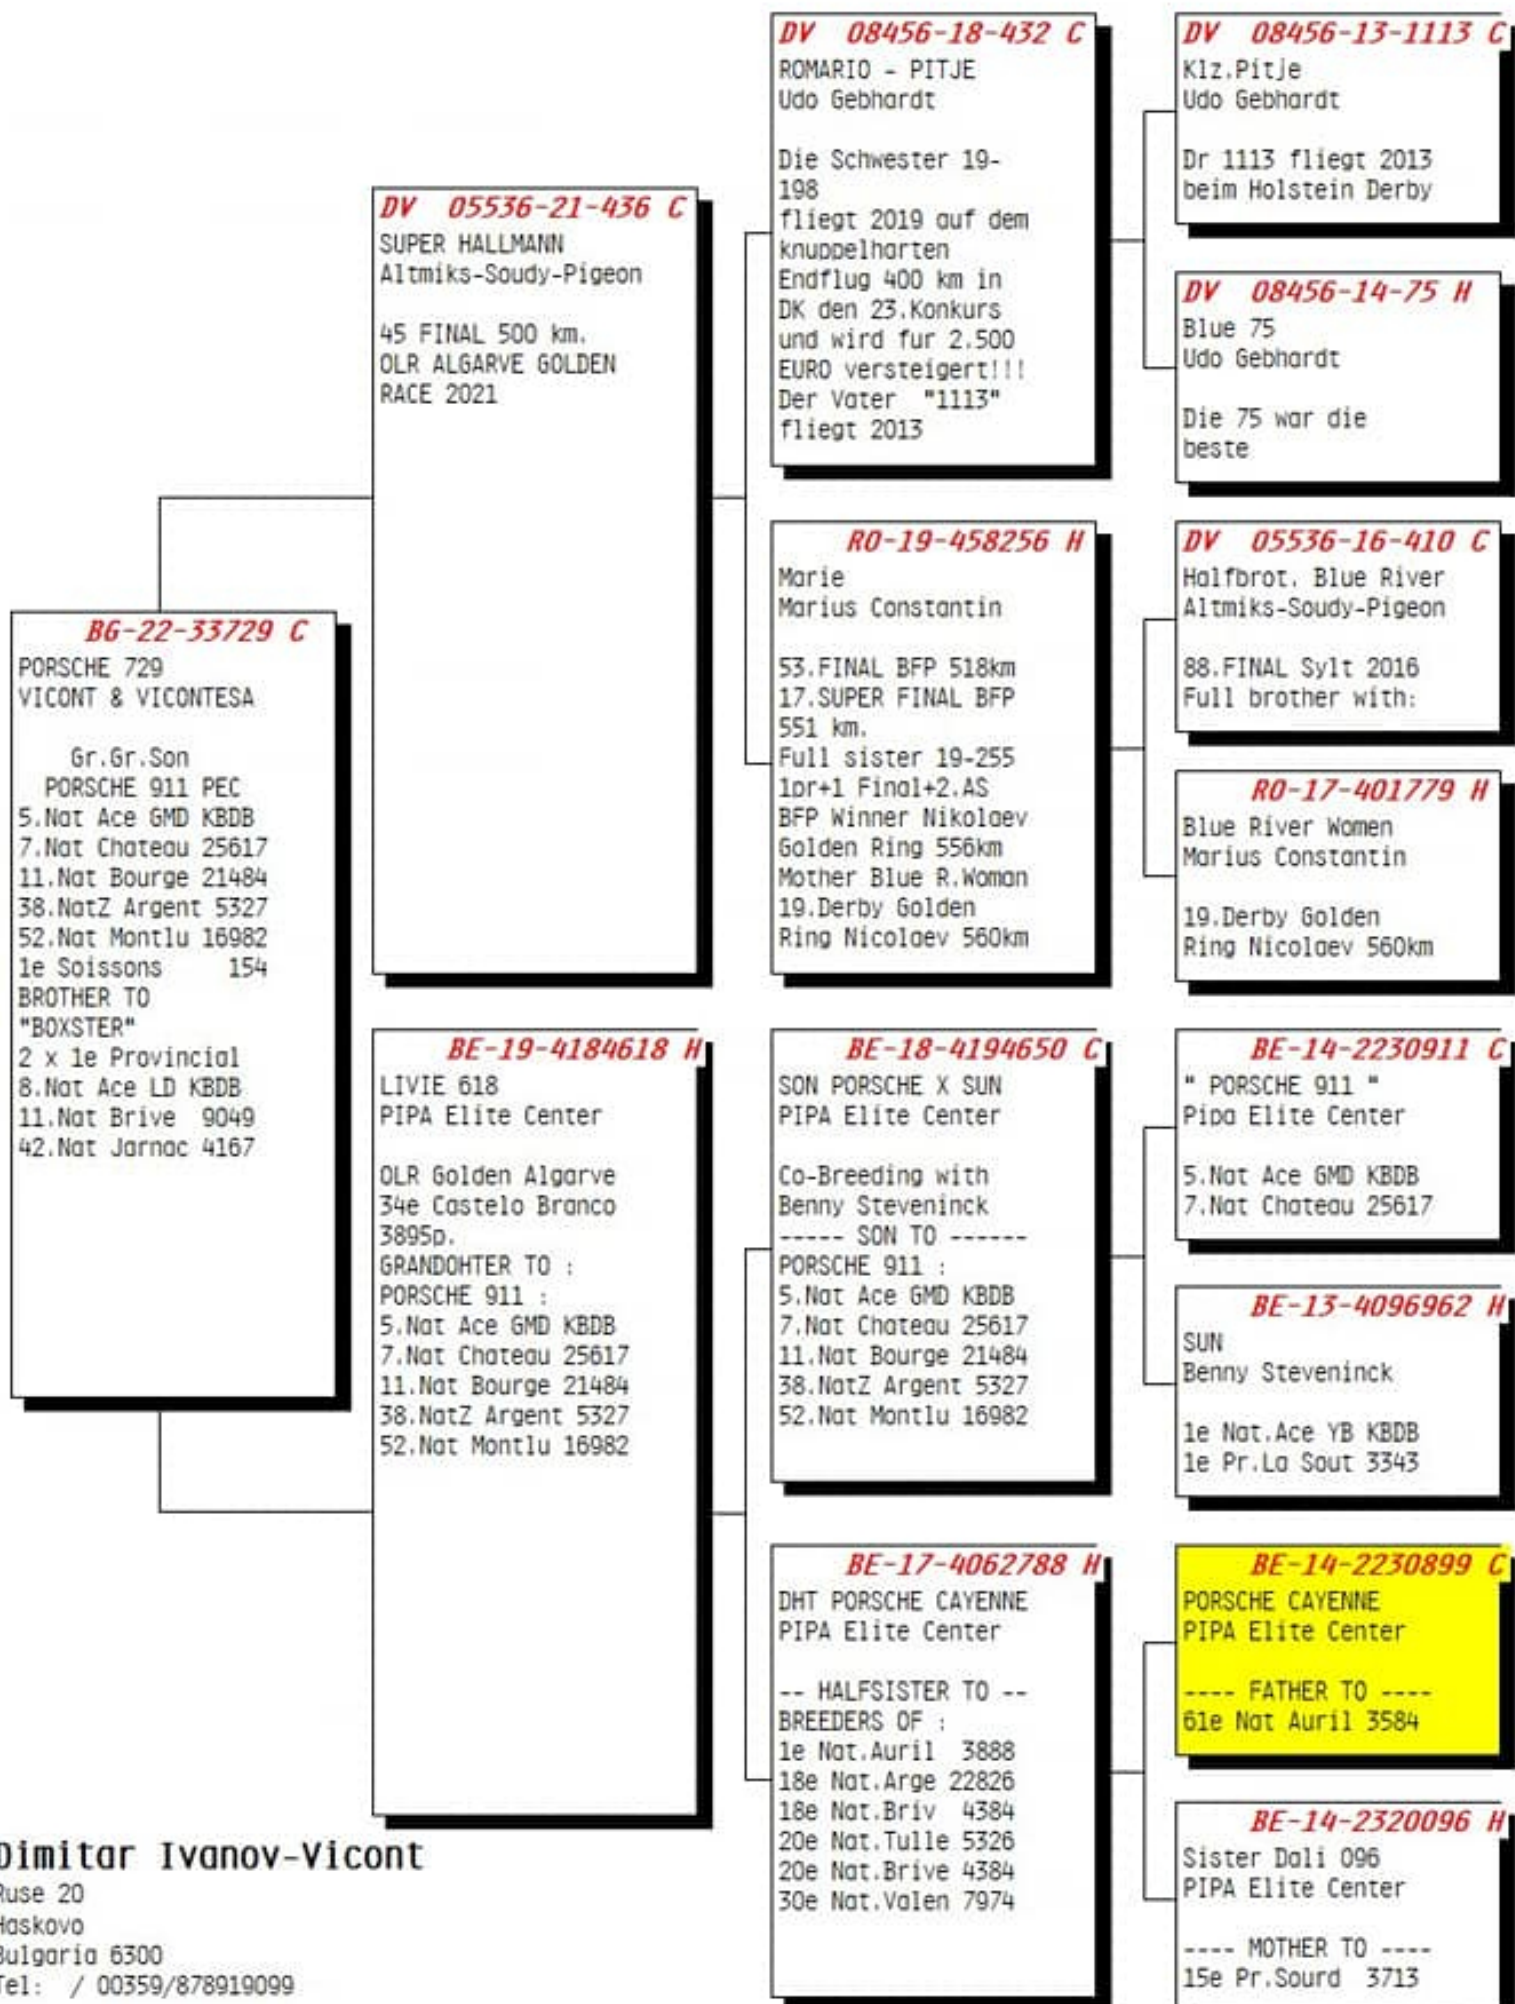 BG-22-33729 C
PORSCHE 729
VICONT & VICONTESA
Gr.Gr.Son
PORSCHE 911 PEC
5.Nat Ace GMD KBDB
7.Nat Chateau 25617
11.Nat Bourge 21484
38.NatZ Argent 5327
52.Nat Montlu 16982
1e Soissons 154
BROTHER TO
"BOXSTER"
2 x 1e Provincial
8.Nat Ace LD KBDB
11.Nat Brive 9049
42.Nat Jarnac 4167
DV 05536-21-436 C
SUPER HALLMANN
Altmiks-Soudy-Pigeon
45 FINAL 500 km.
OLR ALGARVE GOLDEN
RACE 2021
BE-19-4184618 H
LIVIE 618
PIPA Elite Center
OLR Golden Algarve
34e Castelo Branco
3895p.
GRANDOHTER TO :
PORSCHE 911 :
5.Nat Ace GMD KBDB
7.Nat Chateau 25617
11.Nat Bourge 21484
38.NatZ Argent 5327
52.Nat Montlu 16982
DV 08456-18-432 C
ROMARIO - PITJE
Udo Gebhardt
Die Schwester 19-
198
fliegt 2019 auf dem
knuppelharten
Endflug 400 km in
DK den 23.Konkurs
und wird fur 2.500
EURO versteigert!!!
Der Vater "1113"
fliegt 2013
RO-19-458256 H
Marie
Marius Constantin
53.FINAL BFP 518km
17.SUPER FINAL BFP
551 km.
Full sister 19-255
1pr+1 Final+2.AS
BFP Winner Nikolaev
Golden Ring 556km
Mother Blue R.Woman
19.Derby Golden
Ring Nicolaev 560km
BE-18-4194650 C
SON PORSCHE X SUN
PIPA Elite Center
Co-Breeding with
Benny Steveninck
----- SON TO ------
PORSCHE 911 :
5.Nat Ace GMD KBDB
7.Nat Chateau 25617
11.Nat Bourge 21484
38.NatZ Argent 5327
52.Nat Montlu 16982
BE-17-4062788 H
DHT PORSCHE CAYENNE
PIPA Elite Center
-- HALFSISTER TO --
BREEDERS OF :
1e Nat.Auril 3888
18e Nat.Arge 22826
18e Nat.Briv 4384
20e Nat.Tulle 5326
20e Nat.Brive 4384
30e Nat.Valen 7974
DV 08456-13-1113 C
Klz.Pitje
Udo Gebhardt
Dr 1113 fliegt 2013
beim Holstein Derby
DV 08456-14-75 H
Blue 75
Udo Gebhardt
Die 75 war die
beste
DV 05536-16-410 C
Halfbrot. Blue River
Altmiks-Soudy-Pigeon
88.FINAL Sylt 2016
Full brother with:
RO-17-401779 H
Blue River Women
Marius Constantin
19.Derby Golden
Ring Nicolaev 560km
BE-14-2230911 C
" PORSCHE 911 "
Pipa Elite Center
5.Nat Ace GMD KBDB
7.Nat Chateau 25617
BE-13-4096962 H
SUN
Benny Steveninck
1e Nat.Ace YB KBDB
1e Pr.La Sout 3343
BE-14-2230899 C
PORSCHE CAYENNE
PIPA Elite Center
---- FATHER TO ----
61e Nat Auril 3584
BE-14-2320096 H
Sister Dali 096
PIPA Elite Center
---- MOTHER TO ----
15e Pr.Sourd 3713
Dimitar Ivanov-Vicont
Ruse 20
Haskovo
Bulgaria 6300
Tel: / 00359/878919099